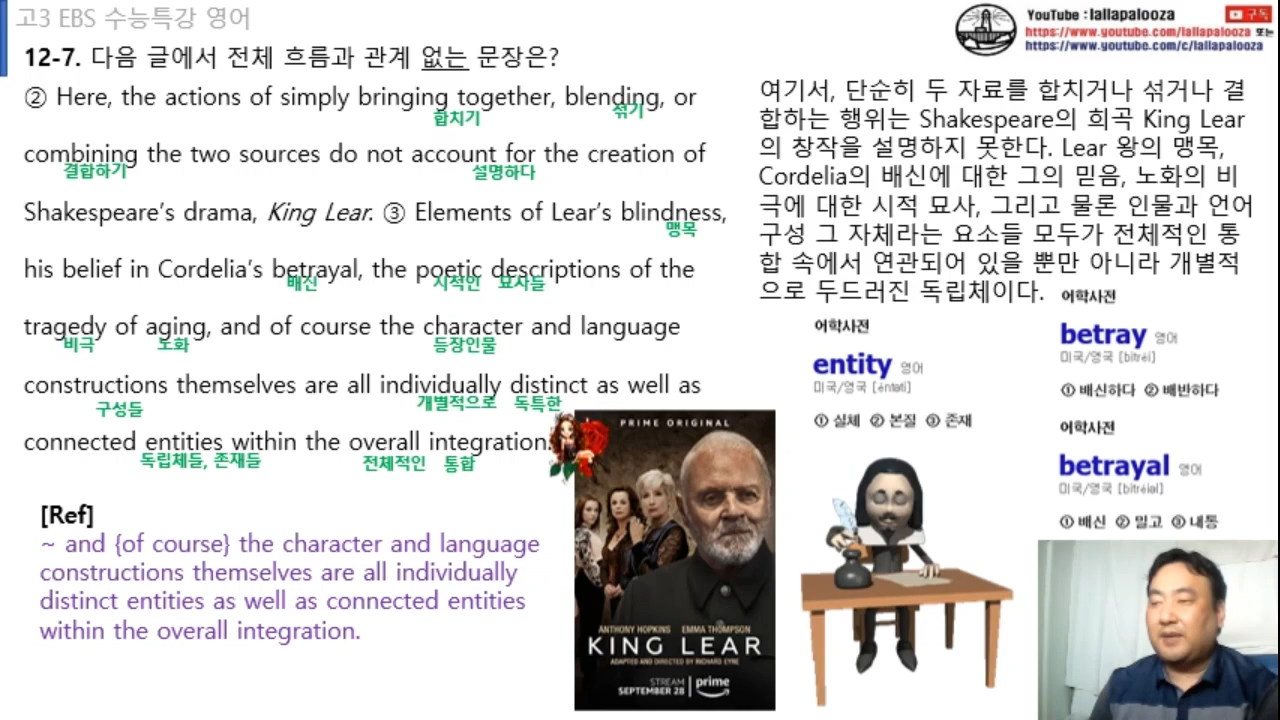 고3 EBS 수능특강 영어
YouTube : lallapalooza
구독
https://www.youtube.com/lallapalooza 또는
https://www.youtube.com/c/lallapalooza
12-7. 다음 글에서 전체 흐름과 관계 없는 문장은?
② Here, the actions of simply bringing together, blending, or
합치기 섞기
combining the two sources do not account for the creation of
결합하기 설명하다
Shakespeare's drama, King Lear. ③ Elements of Lear's blindness,
맹목
his belief in Cordelia's betrayal, the poetic descriptions of the
배신 시적인 묘사들
tragedy of aging, and of course the character and language
비극 노화 등장인물
constructions themselves are all individually distinct as well as
구성들 개별적으로 독특한
connected entities within the overall integration.
독립체들, 존재들 전체적인 통합
[Ref]
~ and {of course} the character and language
constructions themselves are all individually
distinct entities as well as connected entities
within the overall integration.
여기서, 단순히 두 자료를 합치거나 섞거나 결
합하는 행위는 Shakespeare의 희곡 King Lear
의 창작을 설명하지 못한다. Lear 왕의 맹목,
Cordelia의 배신에 대한 그의 믿음, 노화의 비
극에 대한 시적 묘사, 그리고 물론 인물과 언어
구성 그 자체라는 요소들 모두가 전체적인 통
합 속에서 연관되어 있을 뿐만 아니라 개별적
으로 두드러진 독립체이다.
어학사전
entity 영어
미국/영국 [éntəti]
① 실체 ② 본질 ③ 존재
어학사전
betray 영어
미국/영국 [bitréi]
① 배신하다 ② 배반하다
어학사전
betrayal 영어
미국/영국 [bitréiəl]
① 배신 ② 밀고 ③ 내통
PRIME ORIGINAL
ANTHONY HOPKINS EMMA THOMPSON
KING LEAR
ADAPTED AND DIRECTED BY RICHARD EYRE
STREAM
SEPTEMBER 28
prime